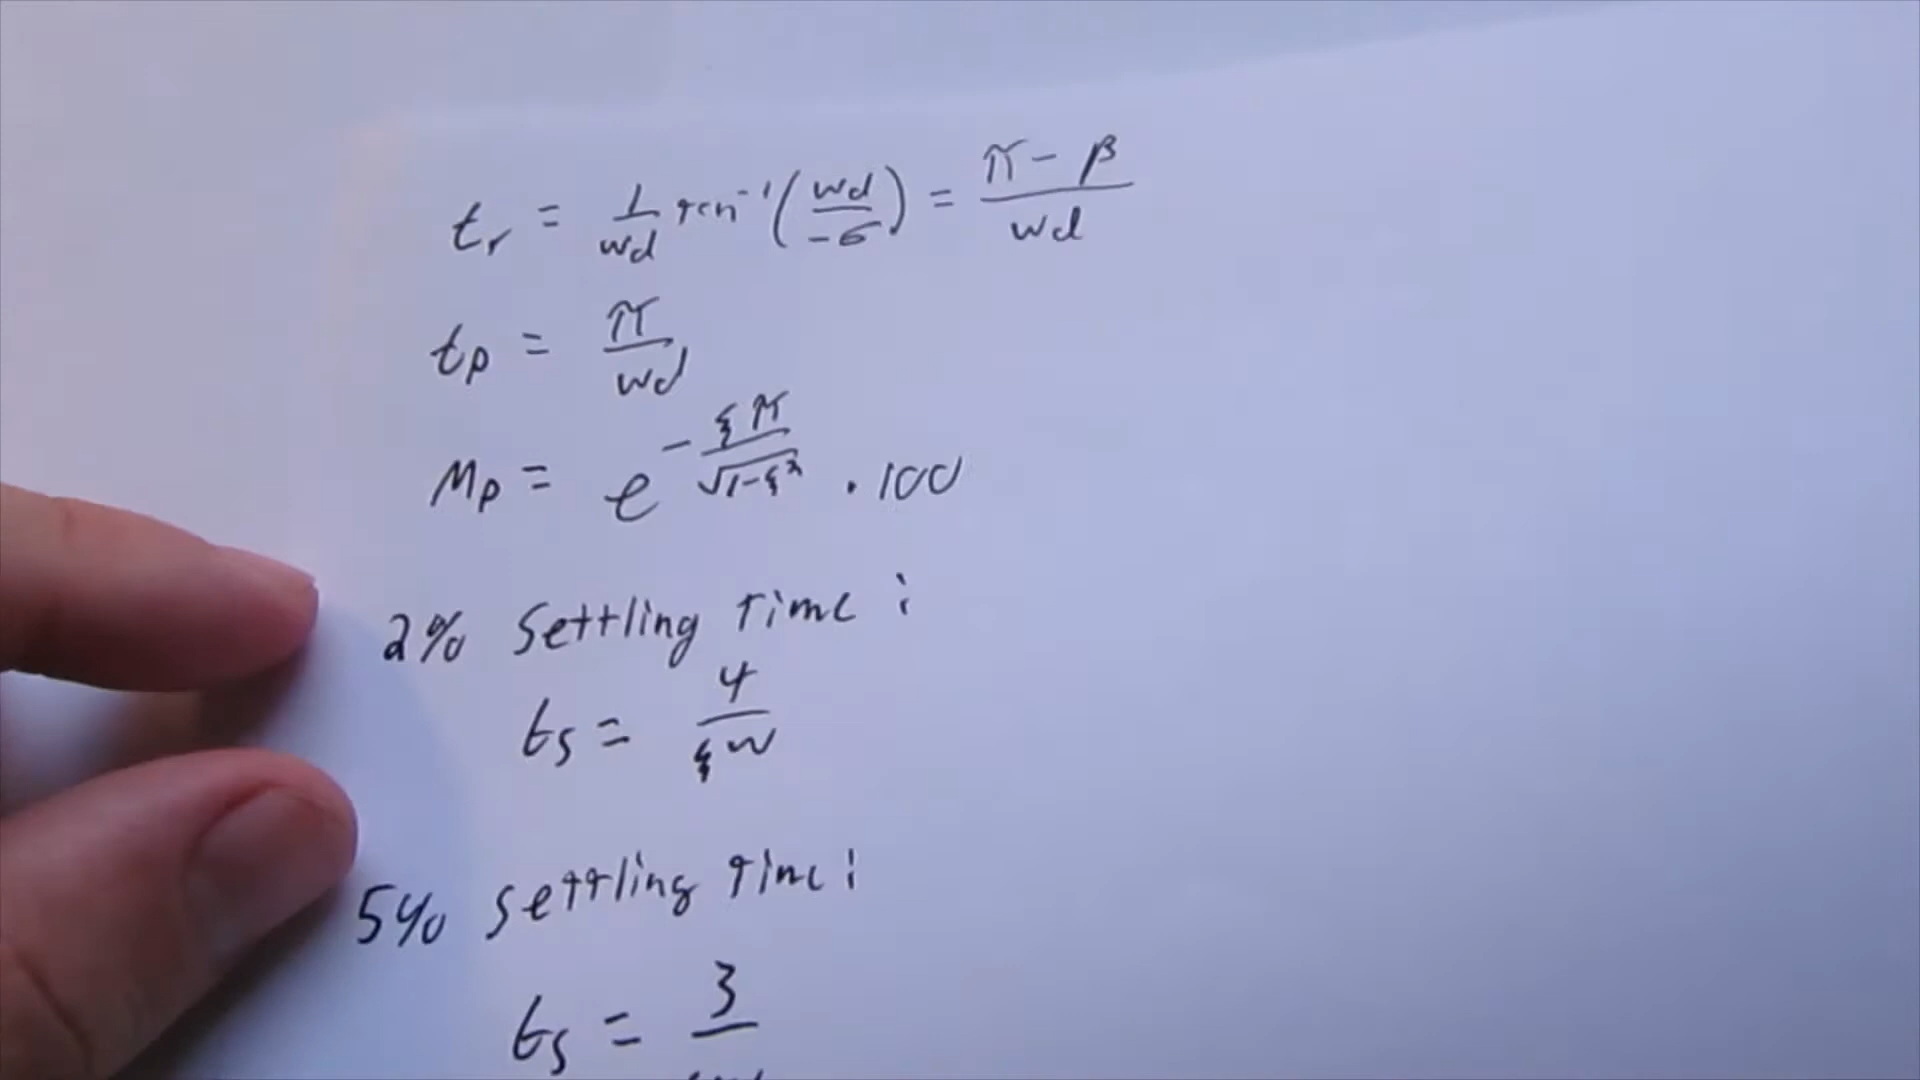 tr = 1/wd tan⁻¹(wd/-σ) = π - β/wd
tp = π/wd
Mp = e^(-ξπ/√1-ξ²) · 100
2% Settling Time :
ts = 4/ξw
5% settling time :
ts = 3/